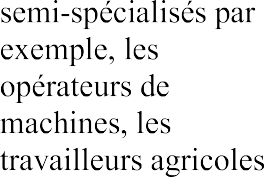 semi-spécialisés par
exemple, les
opérateurs de
machines, les
travailleurs agricoles